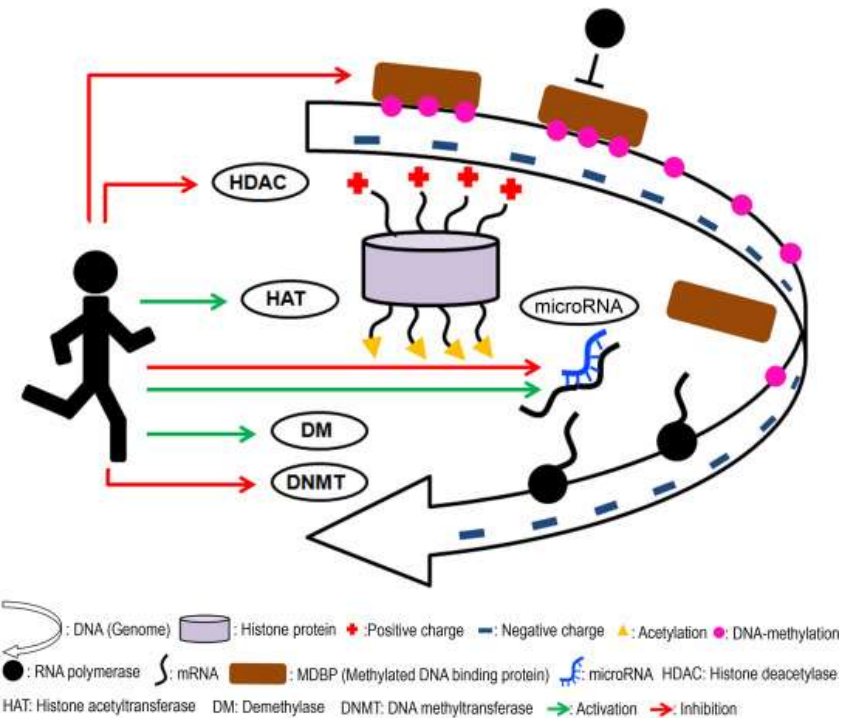 HDAC
HAT
microRNA
DM
DNMT
: DNA (Genome) : Histone protein :Positive charge : Negative charge : Acetylation : DNA-methylation
: RNA polymerase : mRNA : MDBP (Methylated DNA binding protein) : microRNA HDAC: Histone deacetylase
HAT: Histone acetyltransferase DM: Demethylase DNMT: DNA methyltransferase : Activation : Inhibition